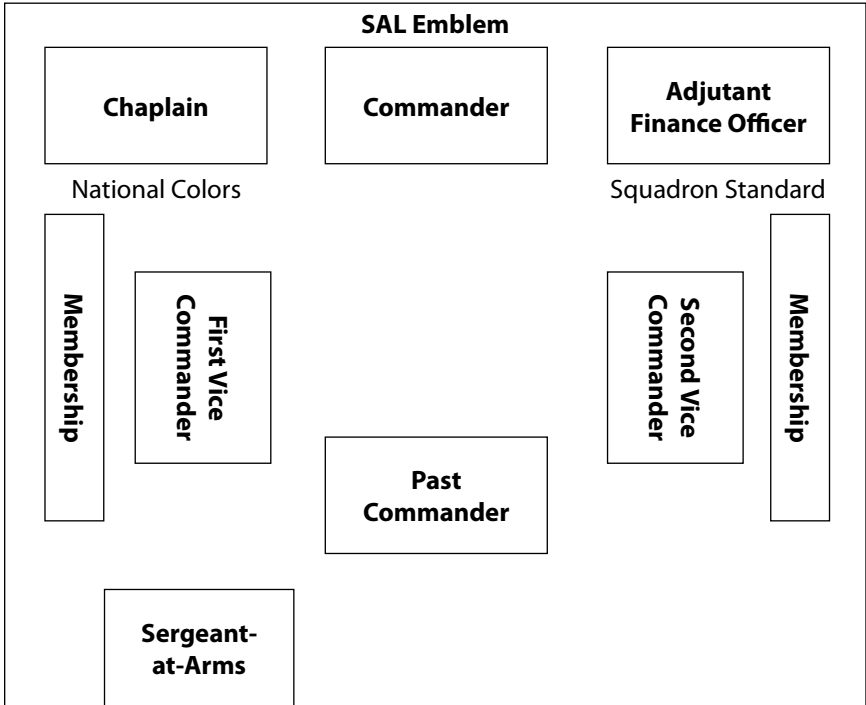 SAL Emblem
Chaplain
Commander
Adjutant
Finance Officer
National Colors
Squadron Standard
Membership
First Vice
Commander
Second Vice
Commander
Membership
Past
Commander
Sergeant-
at-Arms